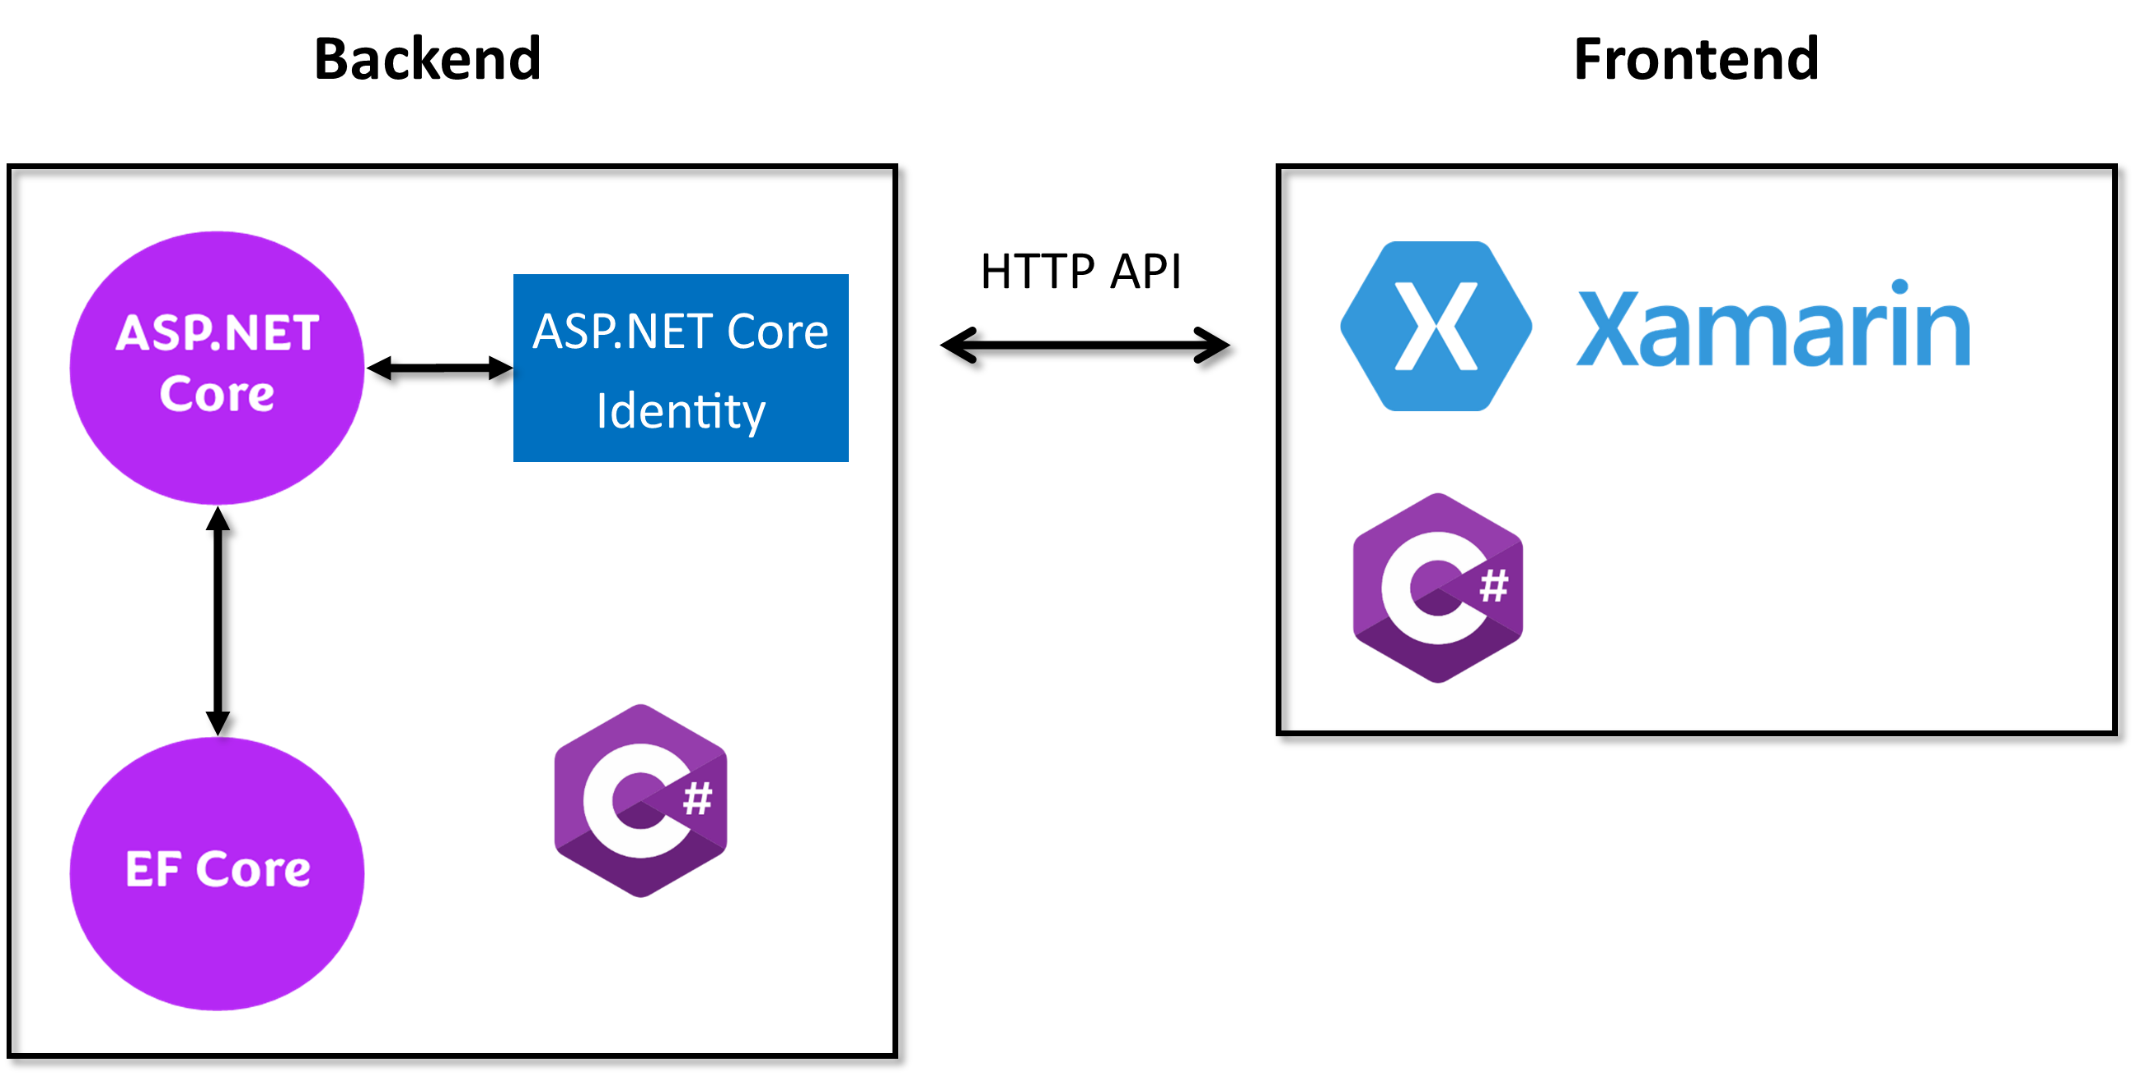 Backend
Frontend
ASP.NET
Core
ASP.NET Core
Identity
EF Core
C#
HTTP API
X Xamarin
C#